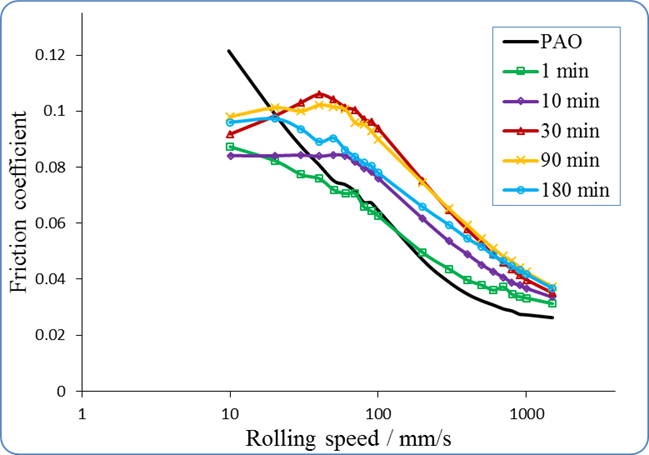 Friction coefficient
0.12
0.1
0.08
0.06
0.04
0.02
0
1
10
100
1000
Rolling speed / mm/s
PAO
1 min
10 min
30 min
90 min
180 min